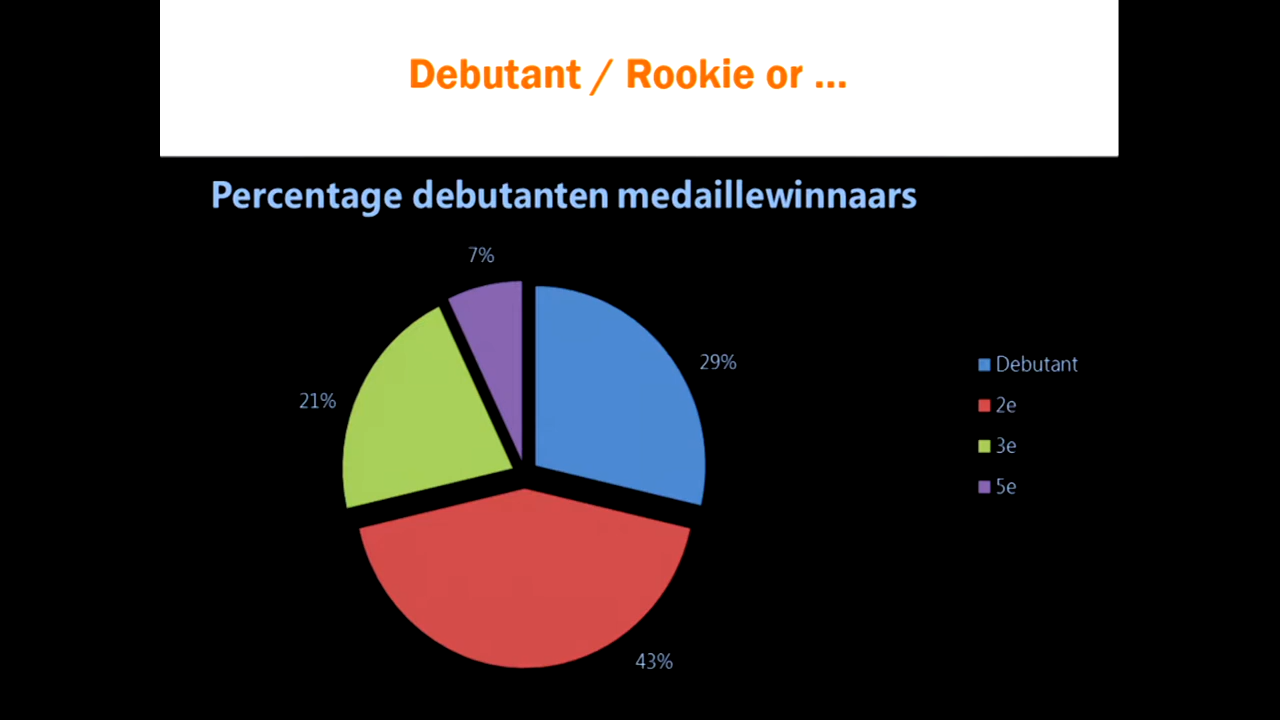 Debutant / Rookie or ...
Percentage debutanten medaillewinnaars
7%
29%
21%
43%
Debutant
2e
3e
5e